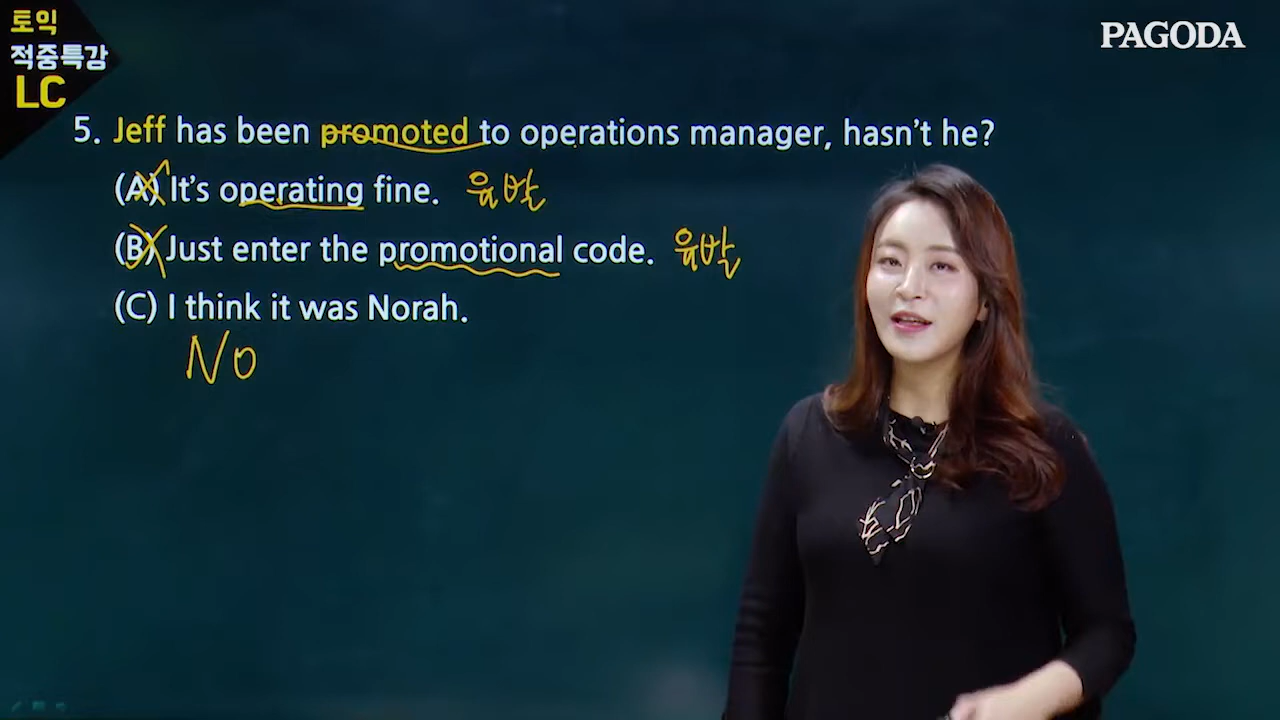 토익
적중특강
LC
PAGODA
5. Jeff has been promoted to operations manager, hasn't he?
(A) It's operating fine. 유발
(B) Just enter the promotional code. 유발
(C) I think it was Norah.
No